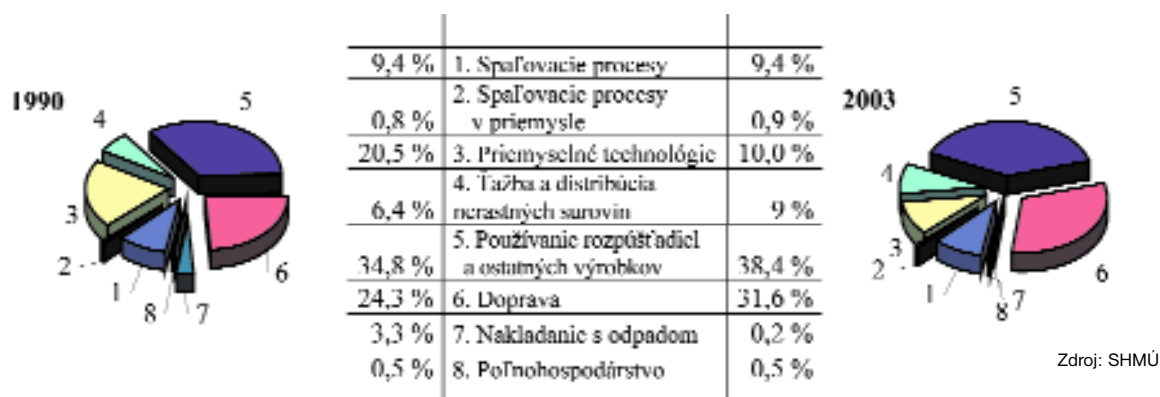 1990
4
5
3
2
1
8
7
6
9,4 % 1. Spaľovacie procesy 9,4 %
2. Spaľovacie procesy
0,8 % v priemysle 0,9 %
20,5 % 3. Priemyselné technológie 10,0 %
4. Ťažba a distribúcia
6,4 % nerastných surovín 9 %
5. Používanie rozpúšťadiel
34,8 % a ostatných výrobkov 38,4 %
24,3 % 6. Doprava 31,6 %
3,3 % 7. Nakladanie s odpadom 0,2 %
0,5 % 8. Poľnohospodárstvo 0,5 %
2003
5
4
3
2
1
8
7
6
Zdroj: SHMÚ